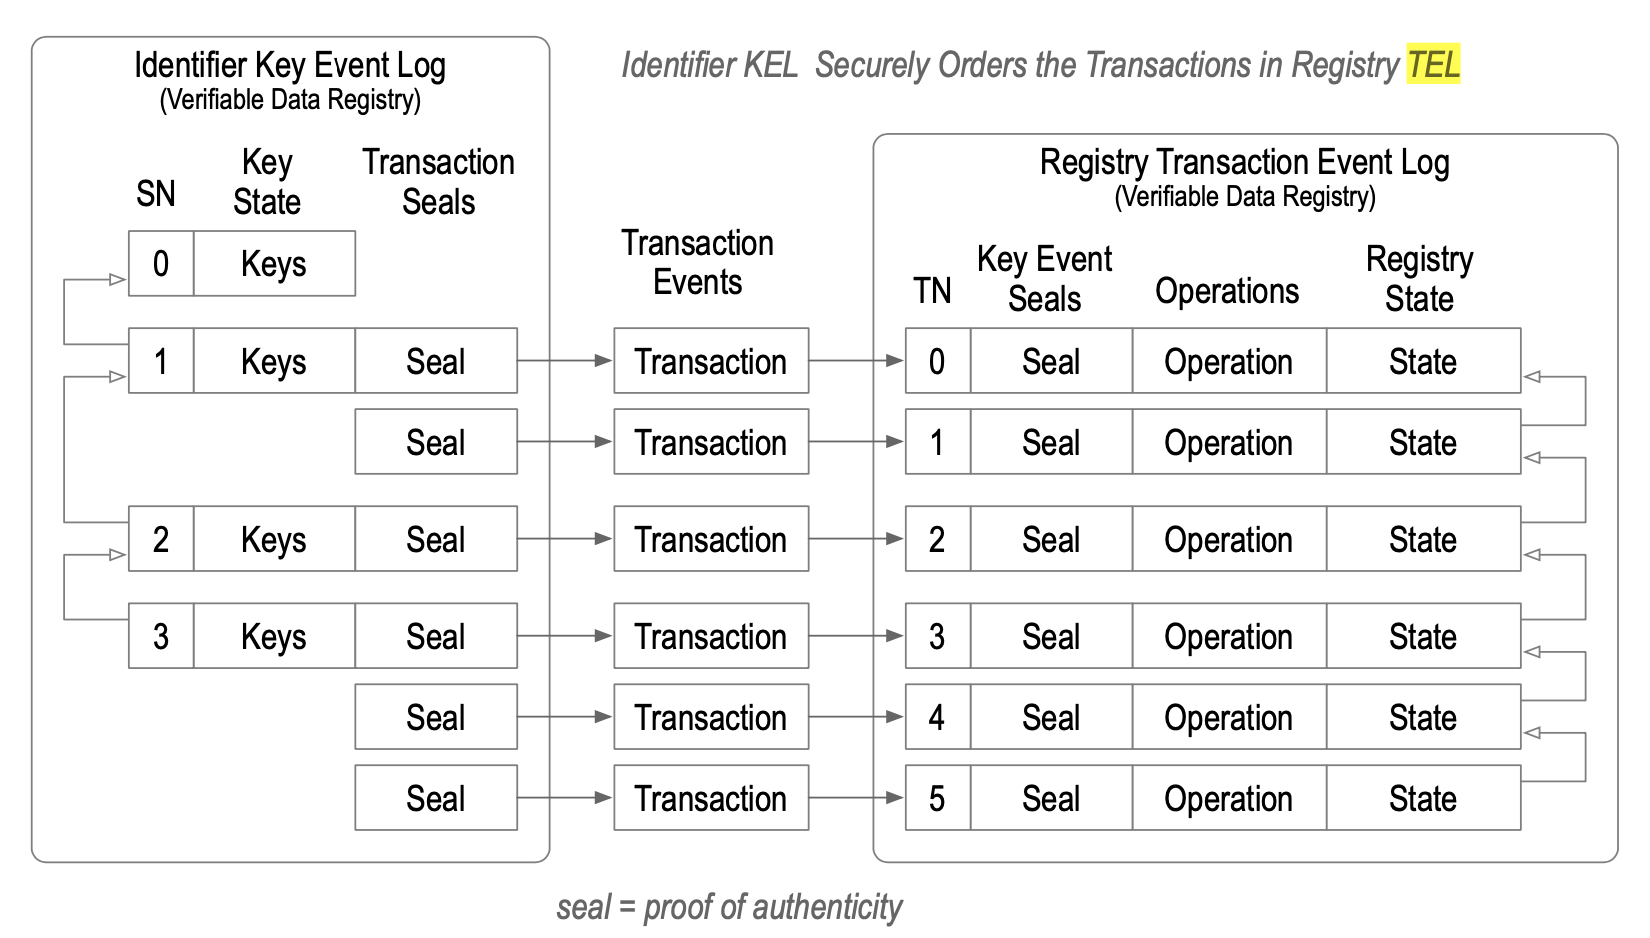 Identifier Key Event Log
(Verifiable Data Registry)
Identifier KEL Securely Orders the Transactions in Registry TEL
SN
Key
State
Transaction
Seals
0 Keys
1 Keys Seal
Seal
2 Keys Seal
3 Keys Seal
Seal
Seal
Transaction
Events
Transaction
Transaction
Transaction
Transaction
Transaction
Transaction
Registry Transaction Event Log
(Verifiable Data Registry)
TN
Key Event
Seals
Operations
Registry
State
0 Seal Operation State
1 Seal Operation State
2 Seal Operation State
3 Seal Operation State
4 Seal Operation State
5 Seal Operation State
seal = proof of authenticity